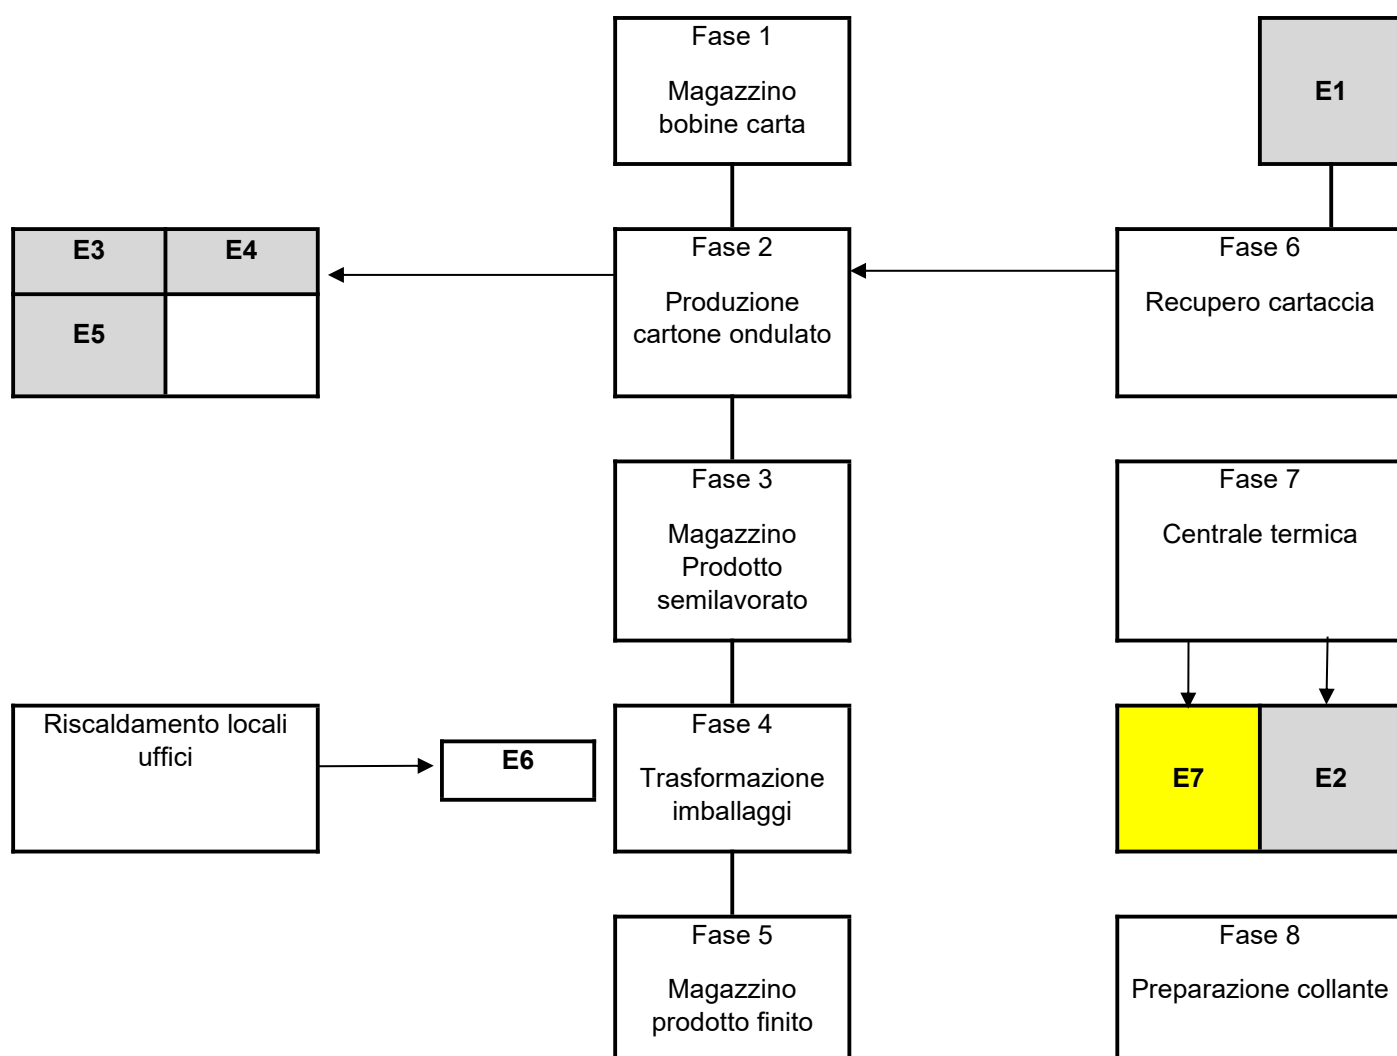 Fase 1
Magazzino
bobine carta
E1
E3
E4
E5
Fase 2
Produzione
cartone ondulato
Fase 6
Recupero cartaccia
Fase 3
Magazzino
Prodotto
semilavorato
Fase 7
Centrale termica
Riscaldamento locali
uffici
E6
Fase 4
Trasformazione
imballaggi
E7
E2
Fase 5
Magazzino
prodotto finito
Fase 8
Preparazione collante